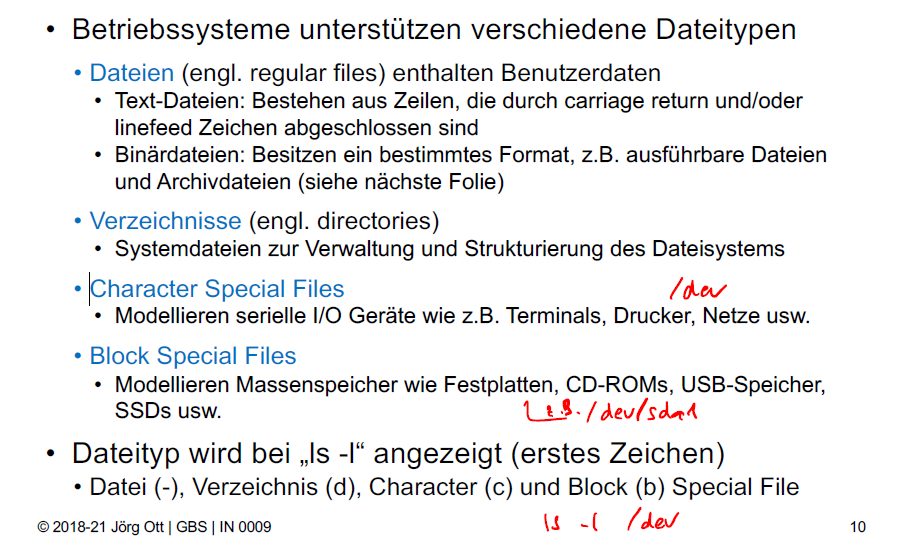 • Betriebssysteme unterstützen verschiedene Dateitypen
• Dateien (engl. regular files) enthalten Benutzerdaten
• Text-Dateien: Bestehen aus Zeilen, die durch carriage return und/oder
linefeed Zeichen abgeschlossen sind
• Binärdateien: Besitzen ein bestimmtes Format, z.B. ausführbare Dateien
und Archivdateien (siehe nächste Folie)
• Verzeichnisse (engl. directories)
• Systemdateien zur Verwaltung und Strukturierung des Dateisystems
• Character Special Files
/dev
• Modellieren serielle I/O Geräte wie z.B. Terminals, Drucker, Netze usw.
• Block Special Files
• Modellieren Massenspeicher wie Festplatten, CD-ROMs, USB-Speicher,
SSDs usw.
z.B. /dev/sda1
• Dateityp wird bei „ls -l“ angezeigt (erstes Zeichen)
• Datei (-), Verzeichnis (d), Character (c) und Block (b) Special File
ls -l /dev
© 2018-21 Jörg Ott | GBS | IN 0009
10